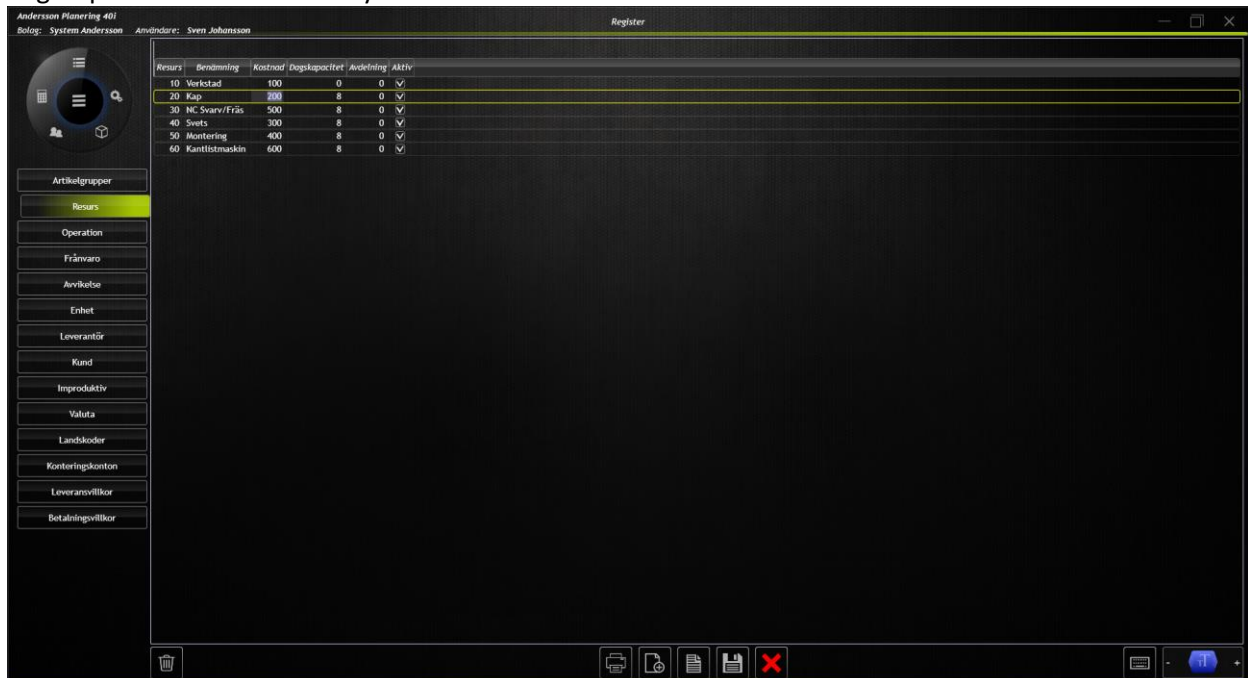 Andersson Planering 40i
Bolag: System Andersson Användare: Sven Johansson
Register
Resurs Benämning Kostnad Dagskapacitet Avdelning Aktiv
10 Verkstad 100 0 0
20 Kap 200 8 0
30 NC Svarv/Fräs 500 8 0
40 Svets 300 8 0
50 Montering 400 8 0
60 Kantlistmaskin 600 8 0
Artikelgrupper
Resurs
Operation
Frånvaro
Avvikelse
Enhet
Leverantör
Kund
Improduktiv
Valuta
Landskoder
Konteringskonton
Leveransvillkor
Betalningsvillkor
- T +